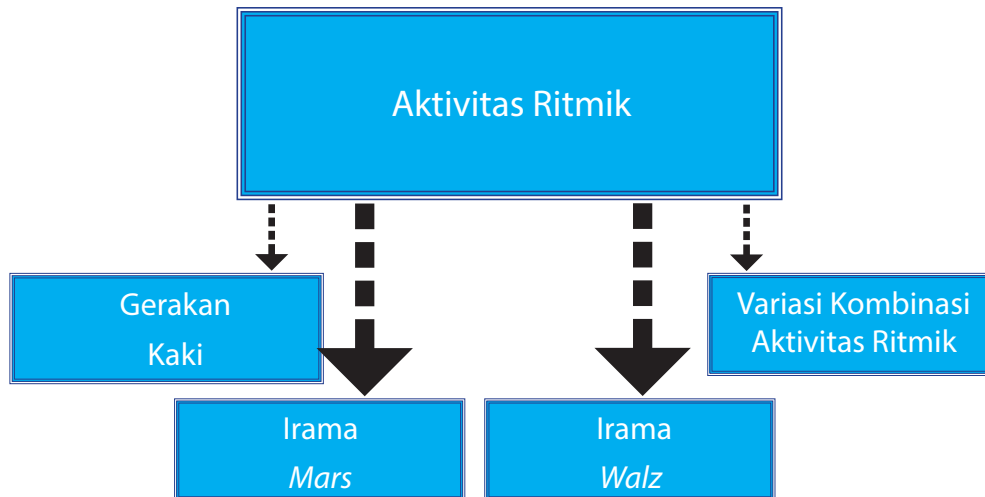 Aktivitas Ritmik
Gerakan
Kaki
Variasi Kombinasi
Aktivitas Ritmik
Irama
Mars
Irama
Walz